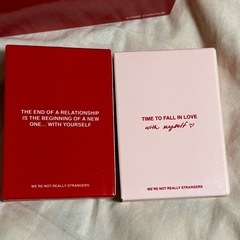 THE END OF A RELATIONSHIP
IS THE BEGINNING OF A NEW
ONE... WITH YOURSELF
WE'RE NOT REALLY STRANGERS
TIME TO FALL IN LOVE
with myself ♡
WE'RE NOT REALLY STRANGERS